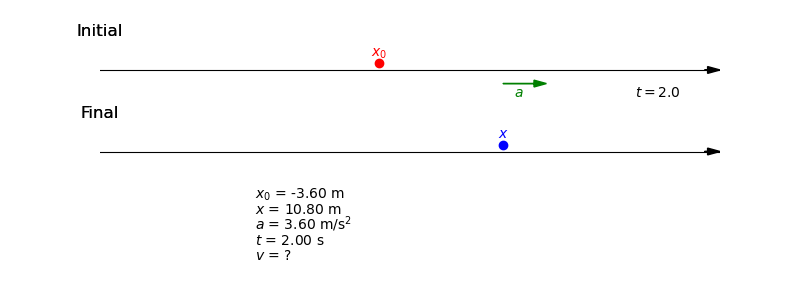 Initial
x₀
a
t = 2.0
Final
x
x₀ = -3.60 m
x = 10.80 m
a = 3.60 m/s²
t = 2.00 s
v = ?